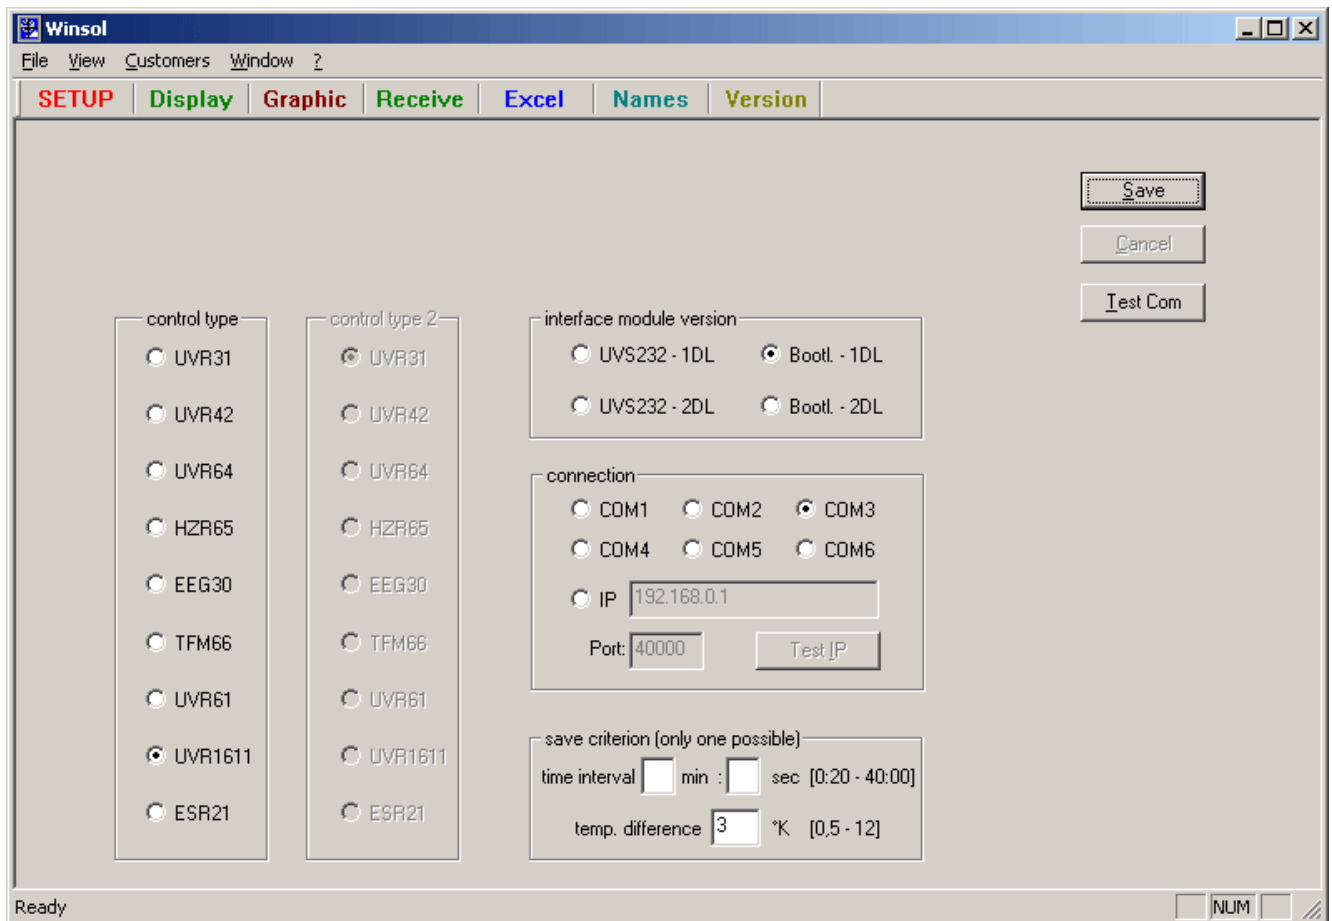 Winsol
File View Customers Window ?
SETUP Display Graphic Receive Excel Names Version
Save
Cancel
Test Com
control type
UVR31
UVR42
UVR64
HZR65
EEG30
TFM66
UVR61
UVR1611
ESR21
control type 2
UVR31
UVR42
UVR64
HZR65
EEG30
TFM66
UVR61
UVR1611
ESR21
interface module version
UVS232 - 1DL Bootl. - 1DL
UVS232 - 2DL Bootl. - 2DL
connection
COM1 COM2 COM3
COM4 COM5 COM6
IP 192.168.0.1
Port: 40000 Test IP
save criterion (only one possible)
time interval min : sec [0:20 - 40:00]
temp. difference 3 °K [0,5 - 12]
Ready NUM